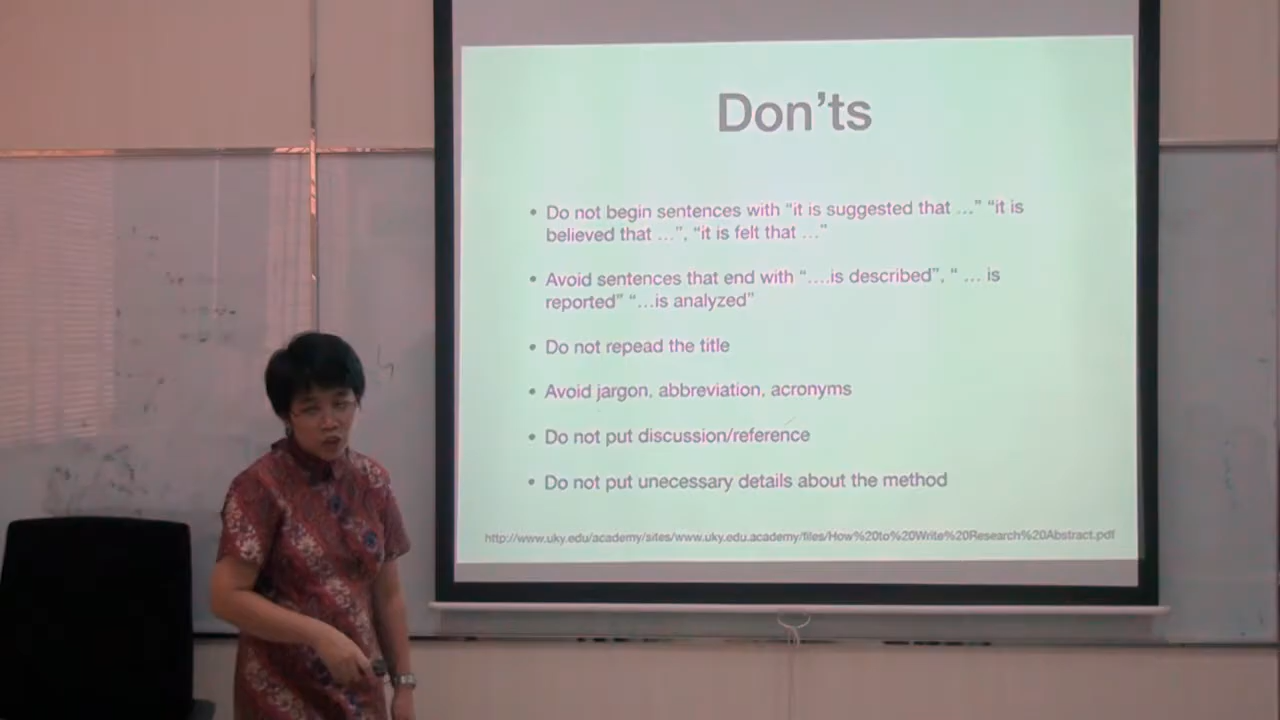 Don'ts
• Do not begin sentences with “it is suggested that ...” “it is
believed that ...”, “it is felt that ...”
• Avoid sentences that end with “....is described”, “ ... is
reported” “...is analyzed”
• Do not repead the title
• Avoid jargon, abbreviation, acronyms
• Do not put discussion/reference
• Do not put unecessary details about the method
http://www.uky.edu/academy/sites/www.uky.edu.academy/files/How%20to%20Write%20Research%20Abstract.pdf